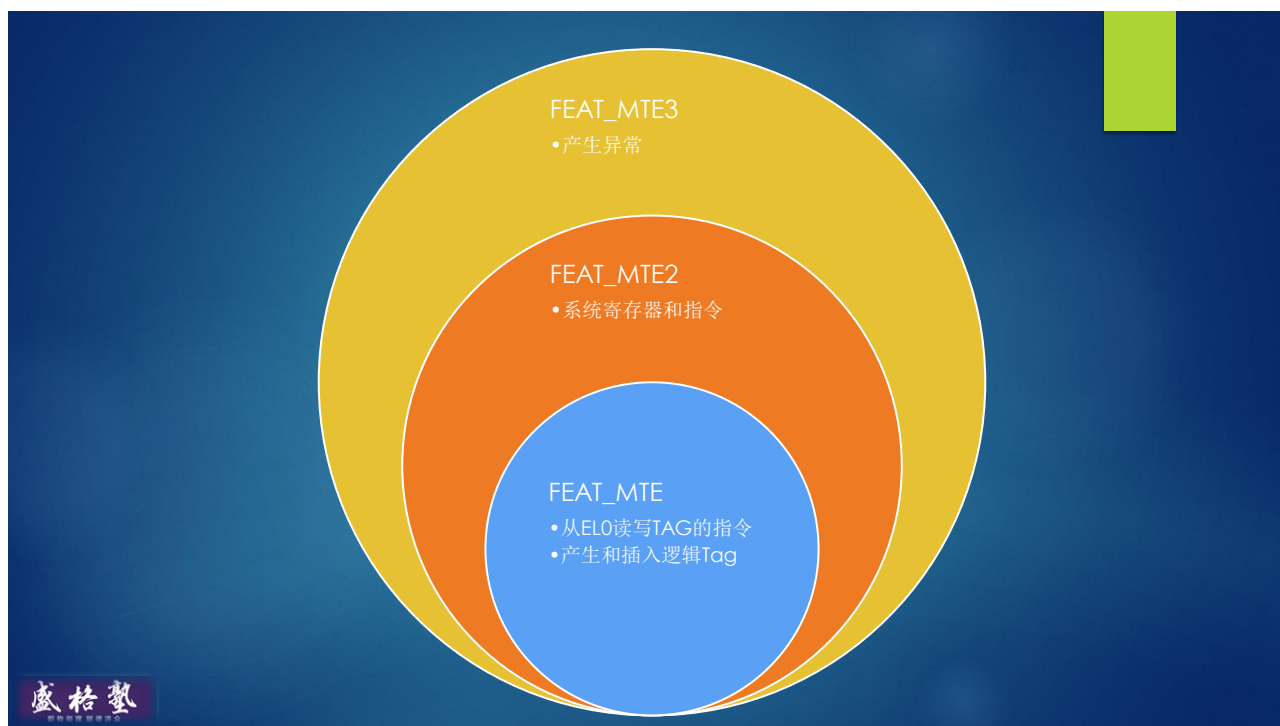 FEAT_MTE3
•产生异常
FEAT_MTE2
•系统寄存器和指令
FEAT_MTE
•从EL0读写TAG的指令
•产生和插入逻辑Tag
盛格塾